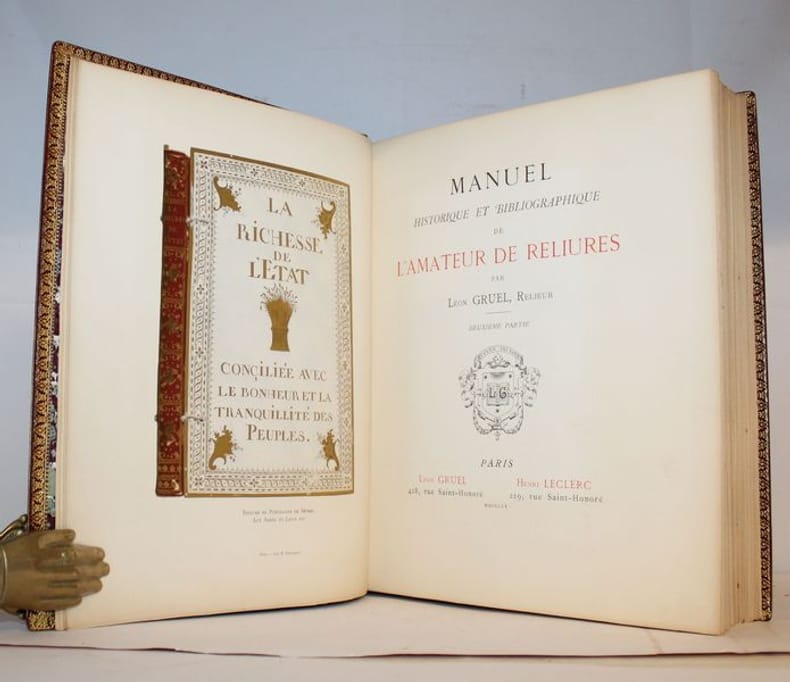 LA
RICHESSE
DE
L'ETAT
CONÇILIÉE AVEC
LE BONHEUR ET LA
TRANQUILLITÉ DES
PEUPLES.
MANUEL
HISTORIQUE ET BIBLIOGRAPHIQUE
DE
L'AMATEUR DE RELIURES
PAR
LÉON GRUEL, RELIEUR
DEUXIÈME PARTIE
PARIS
LÉON GRUEL
418, rue Saint-Honoré
HENRI LECLERC
219, rue Saint-Honoré